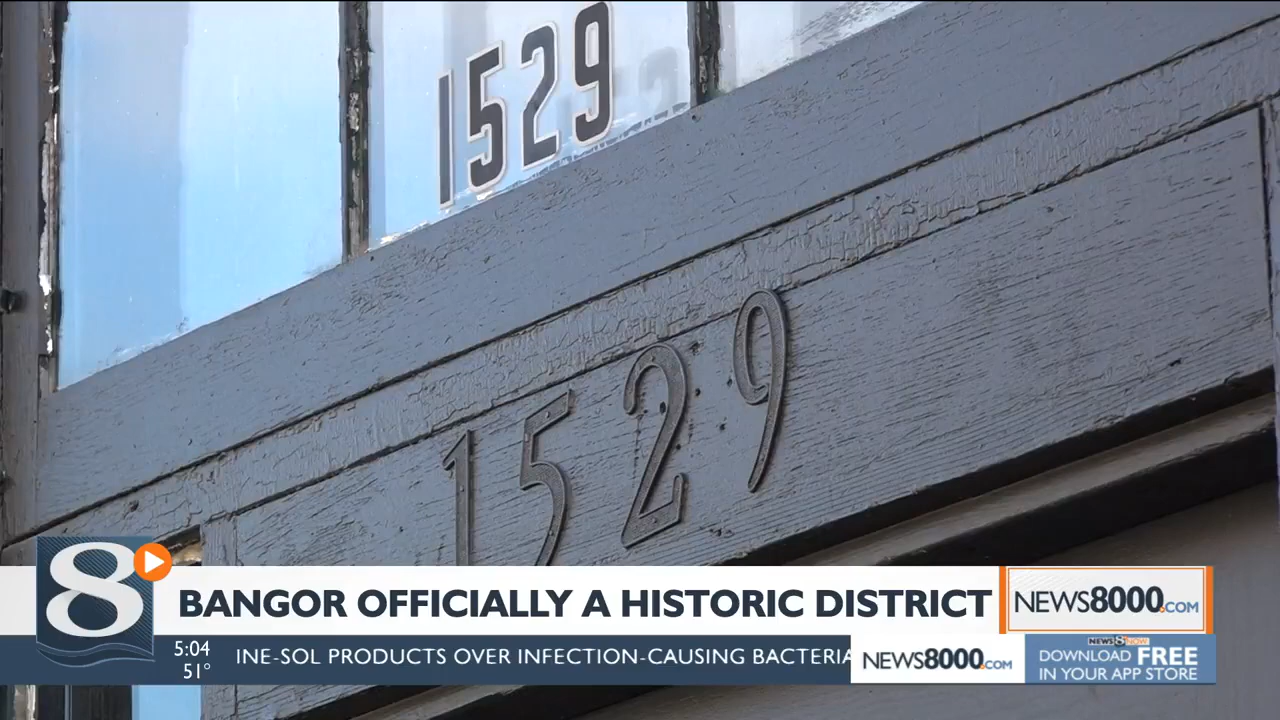 1529
1529
8
BANGOR OFFICIALLY A HISTORIC DISTRICT
NEWS8000.COM
5:04
51°
INE-SOL PRODUCTS OVER INFECTION-CAUSING BACTERIA
NEWS8000.COM
NEWS8NOW
DOWNLOAD FREE
IN YOUR APP STORE